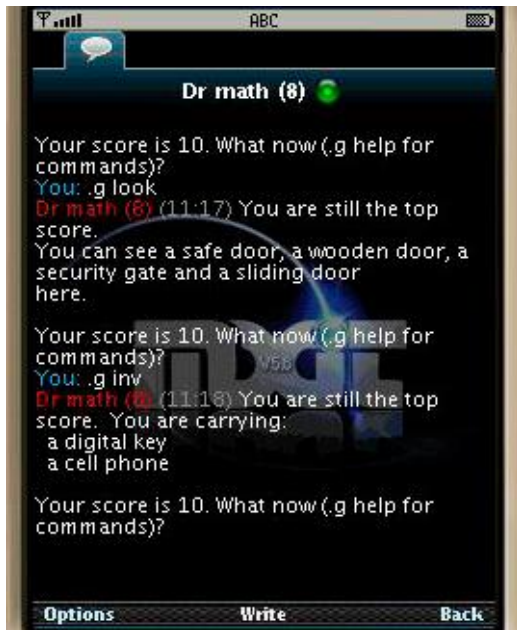 ABC
Dr math (8)
Your score is 10. What now (.g help for
commands)?
You: .g look
Dr math (8) (11:17) You are still the top
score.
You can see a safe door, a wooden door, a
security gate and a sliding door
here.
Your score is 10. What now (.g help for
commands)?
You: .g inv
Dr math (8) (11:18) You are still the top
score.  You are carrying:
a digital key
a cell phone
Your score is 10. What now (.g help for
commands)?
Options Write Back